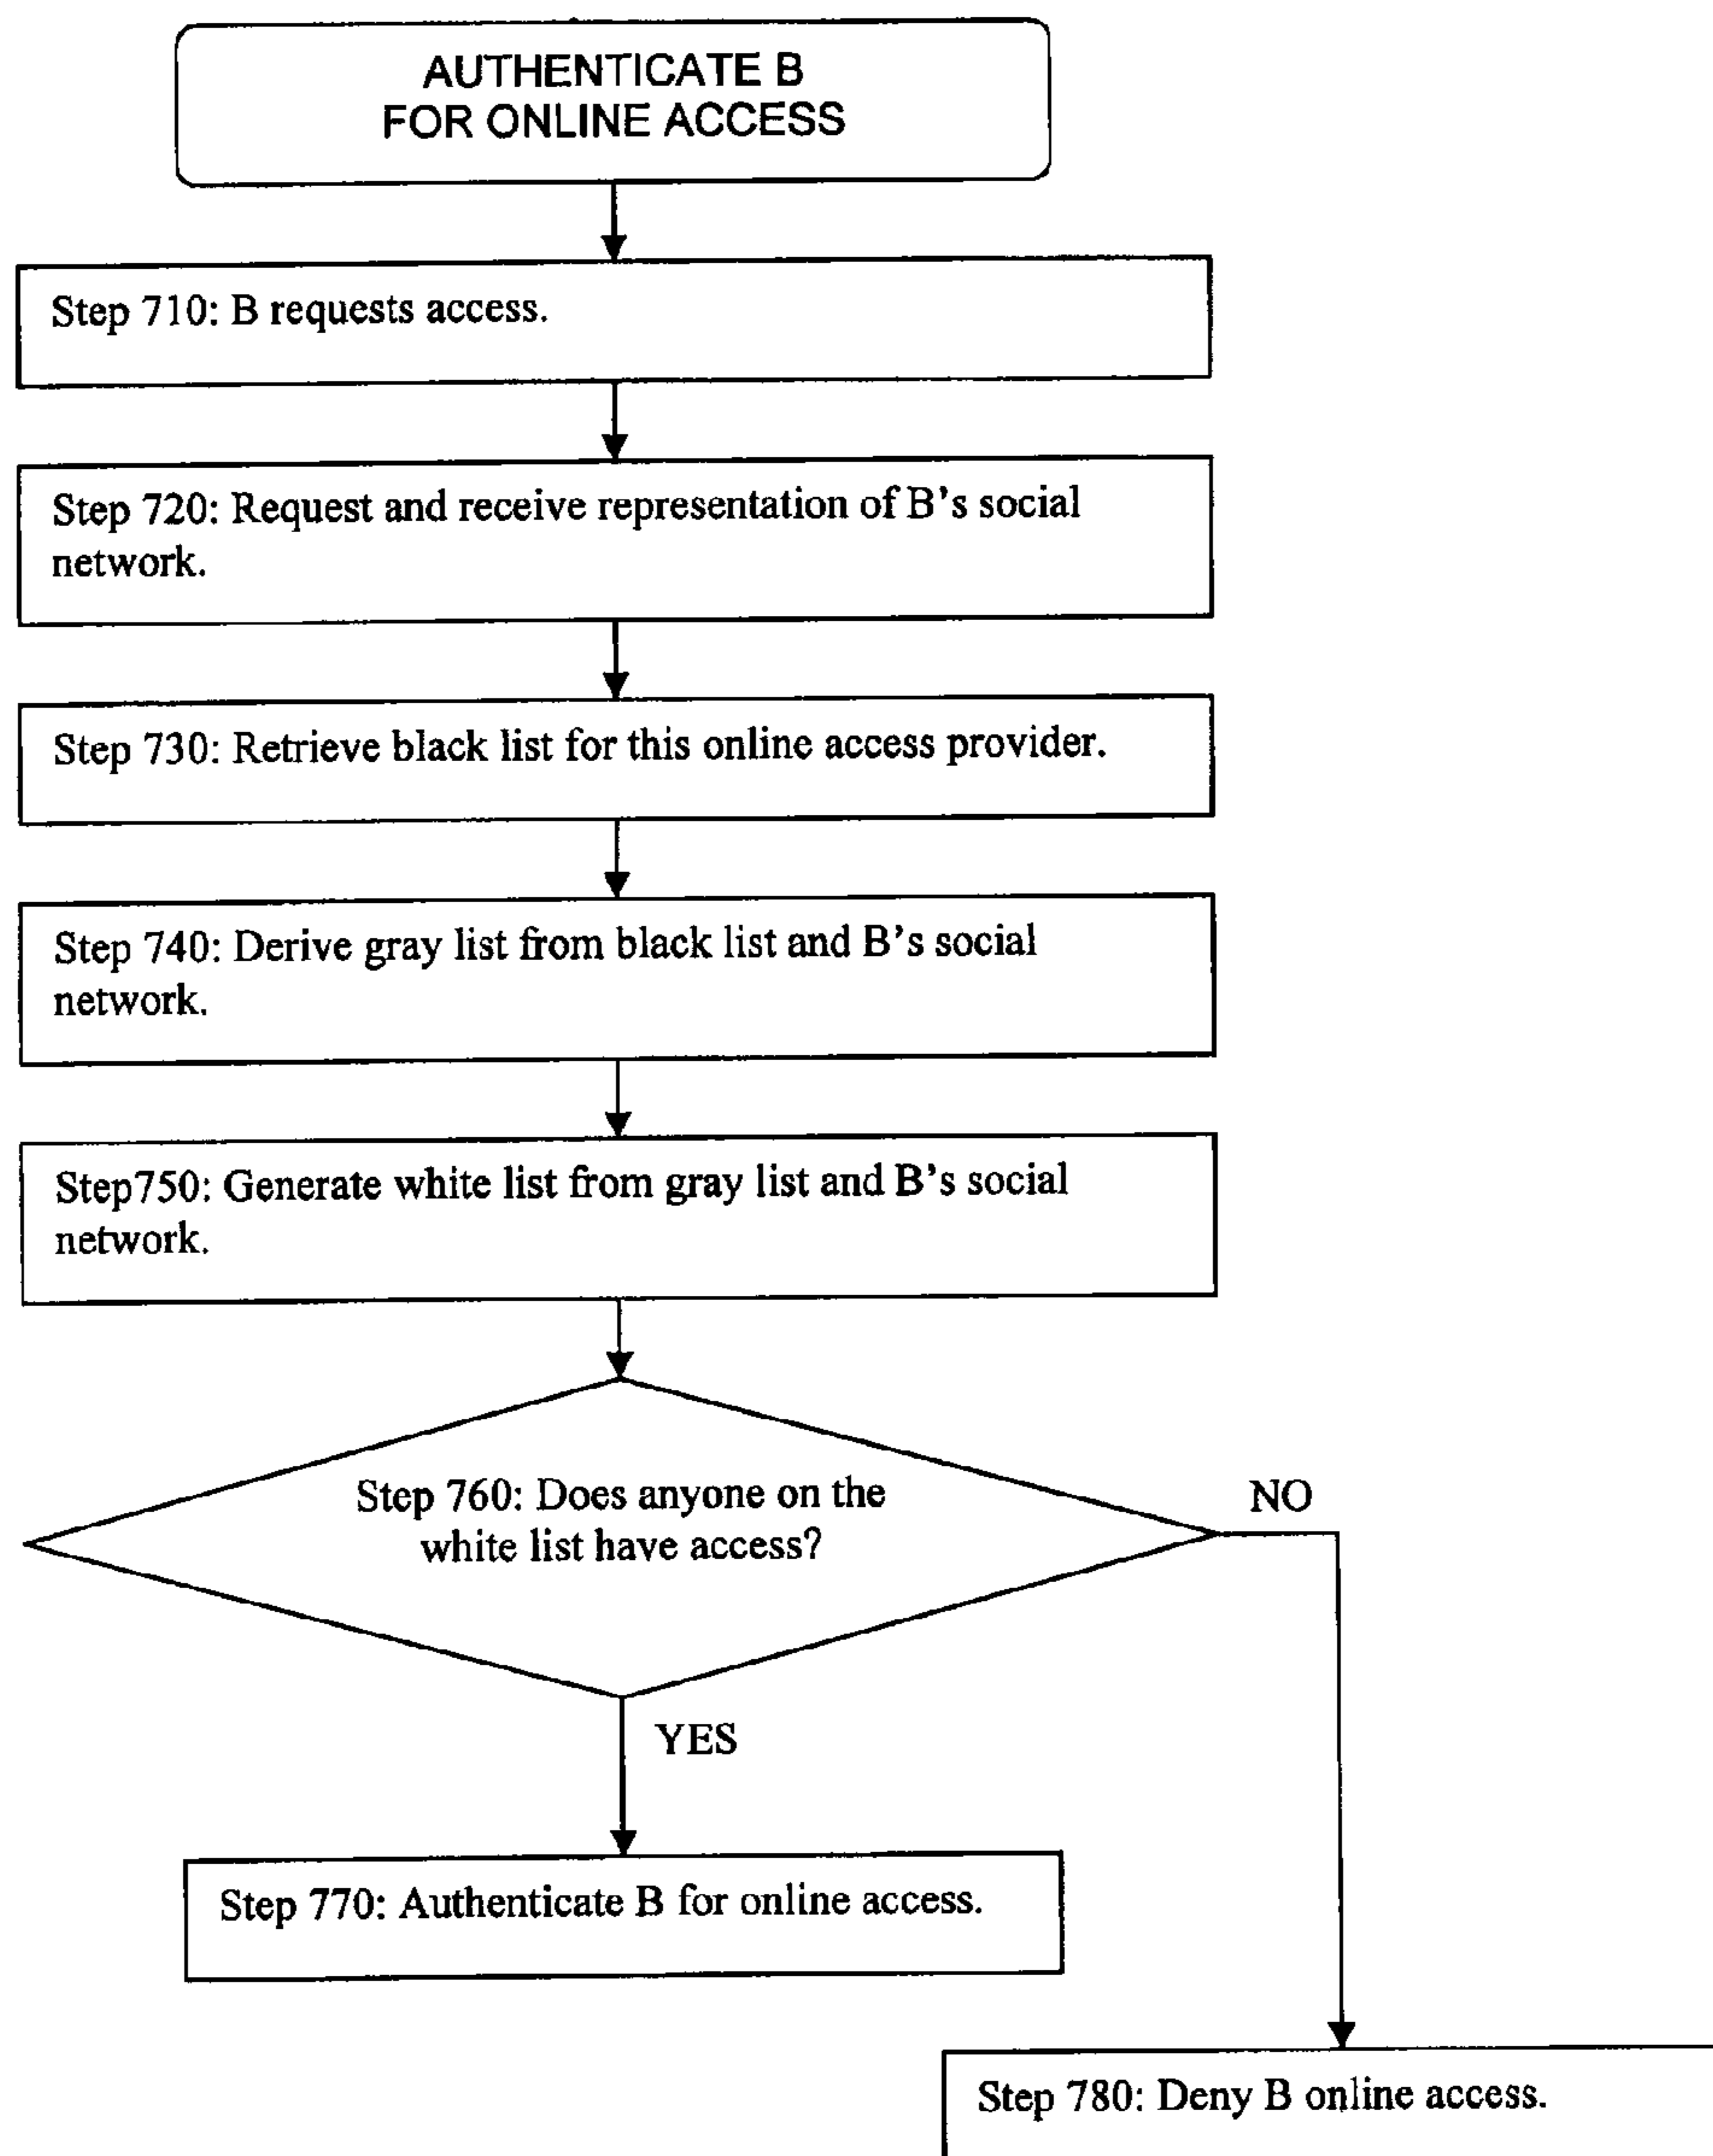 AUTHENTICATE B
FOR ONLINE ACCESS
Step 710: B requests access.
Step 720: Request and receive representation of B's social
network.
Step 730: Retrieve black list for this online access provider.
Step 740: Derive gray list from black list and B's social
network.
Step750: Generate white list from gray list and B's social
network.
Step 760: Does anyone on the
white list have access?
NO
YES
Step 770: Authenticate B for online access.
Step 780: Deny B online access.